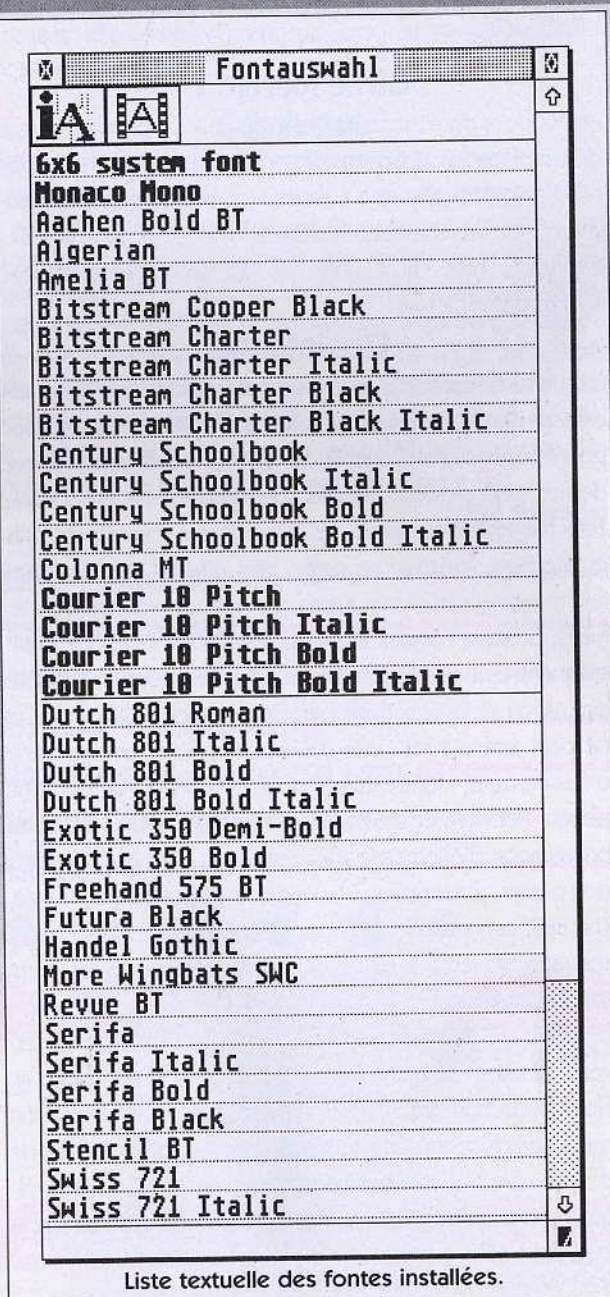 Fontauswahl
iA A
6x6 system font
Monaco Mono
Aachen Bold BT
Algerian
Amelia BT
Bitstream Cooper Black
Bitstream Charter
Bitstream Charter Italic
Bitstream Charter Black
Bitstream Charter Black Italic
Century Schoolbook
Century Schoolbook Italic
Century Schoolbook Bold
Century Schoolbook Bold Italic
Colonna MT
Courier 10 Pitch
Courier 10 Pitch Italic
Courier 10 Pitch Bold
Courier 10 Pitch Bold Italic
Dutch 801 Roman
Dutch 801 Italic
Dutch 801 Bold
Dutch 801 Bold Italic
Exotic 350 Demi-Bold
Exotic 350 Bold
Freehand 575 BT
Futura Black
Handel Gothic
More Wingbats SWC
Revue BT
Serifa
Serifa Italic
Serifa Bold
Serifa Black
Stencil BT
Swiss 721
Swiss 721 Italic
Liste textuelle des fontes installées.